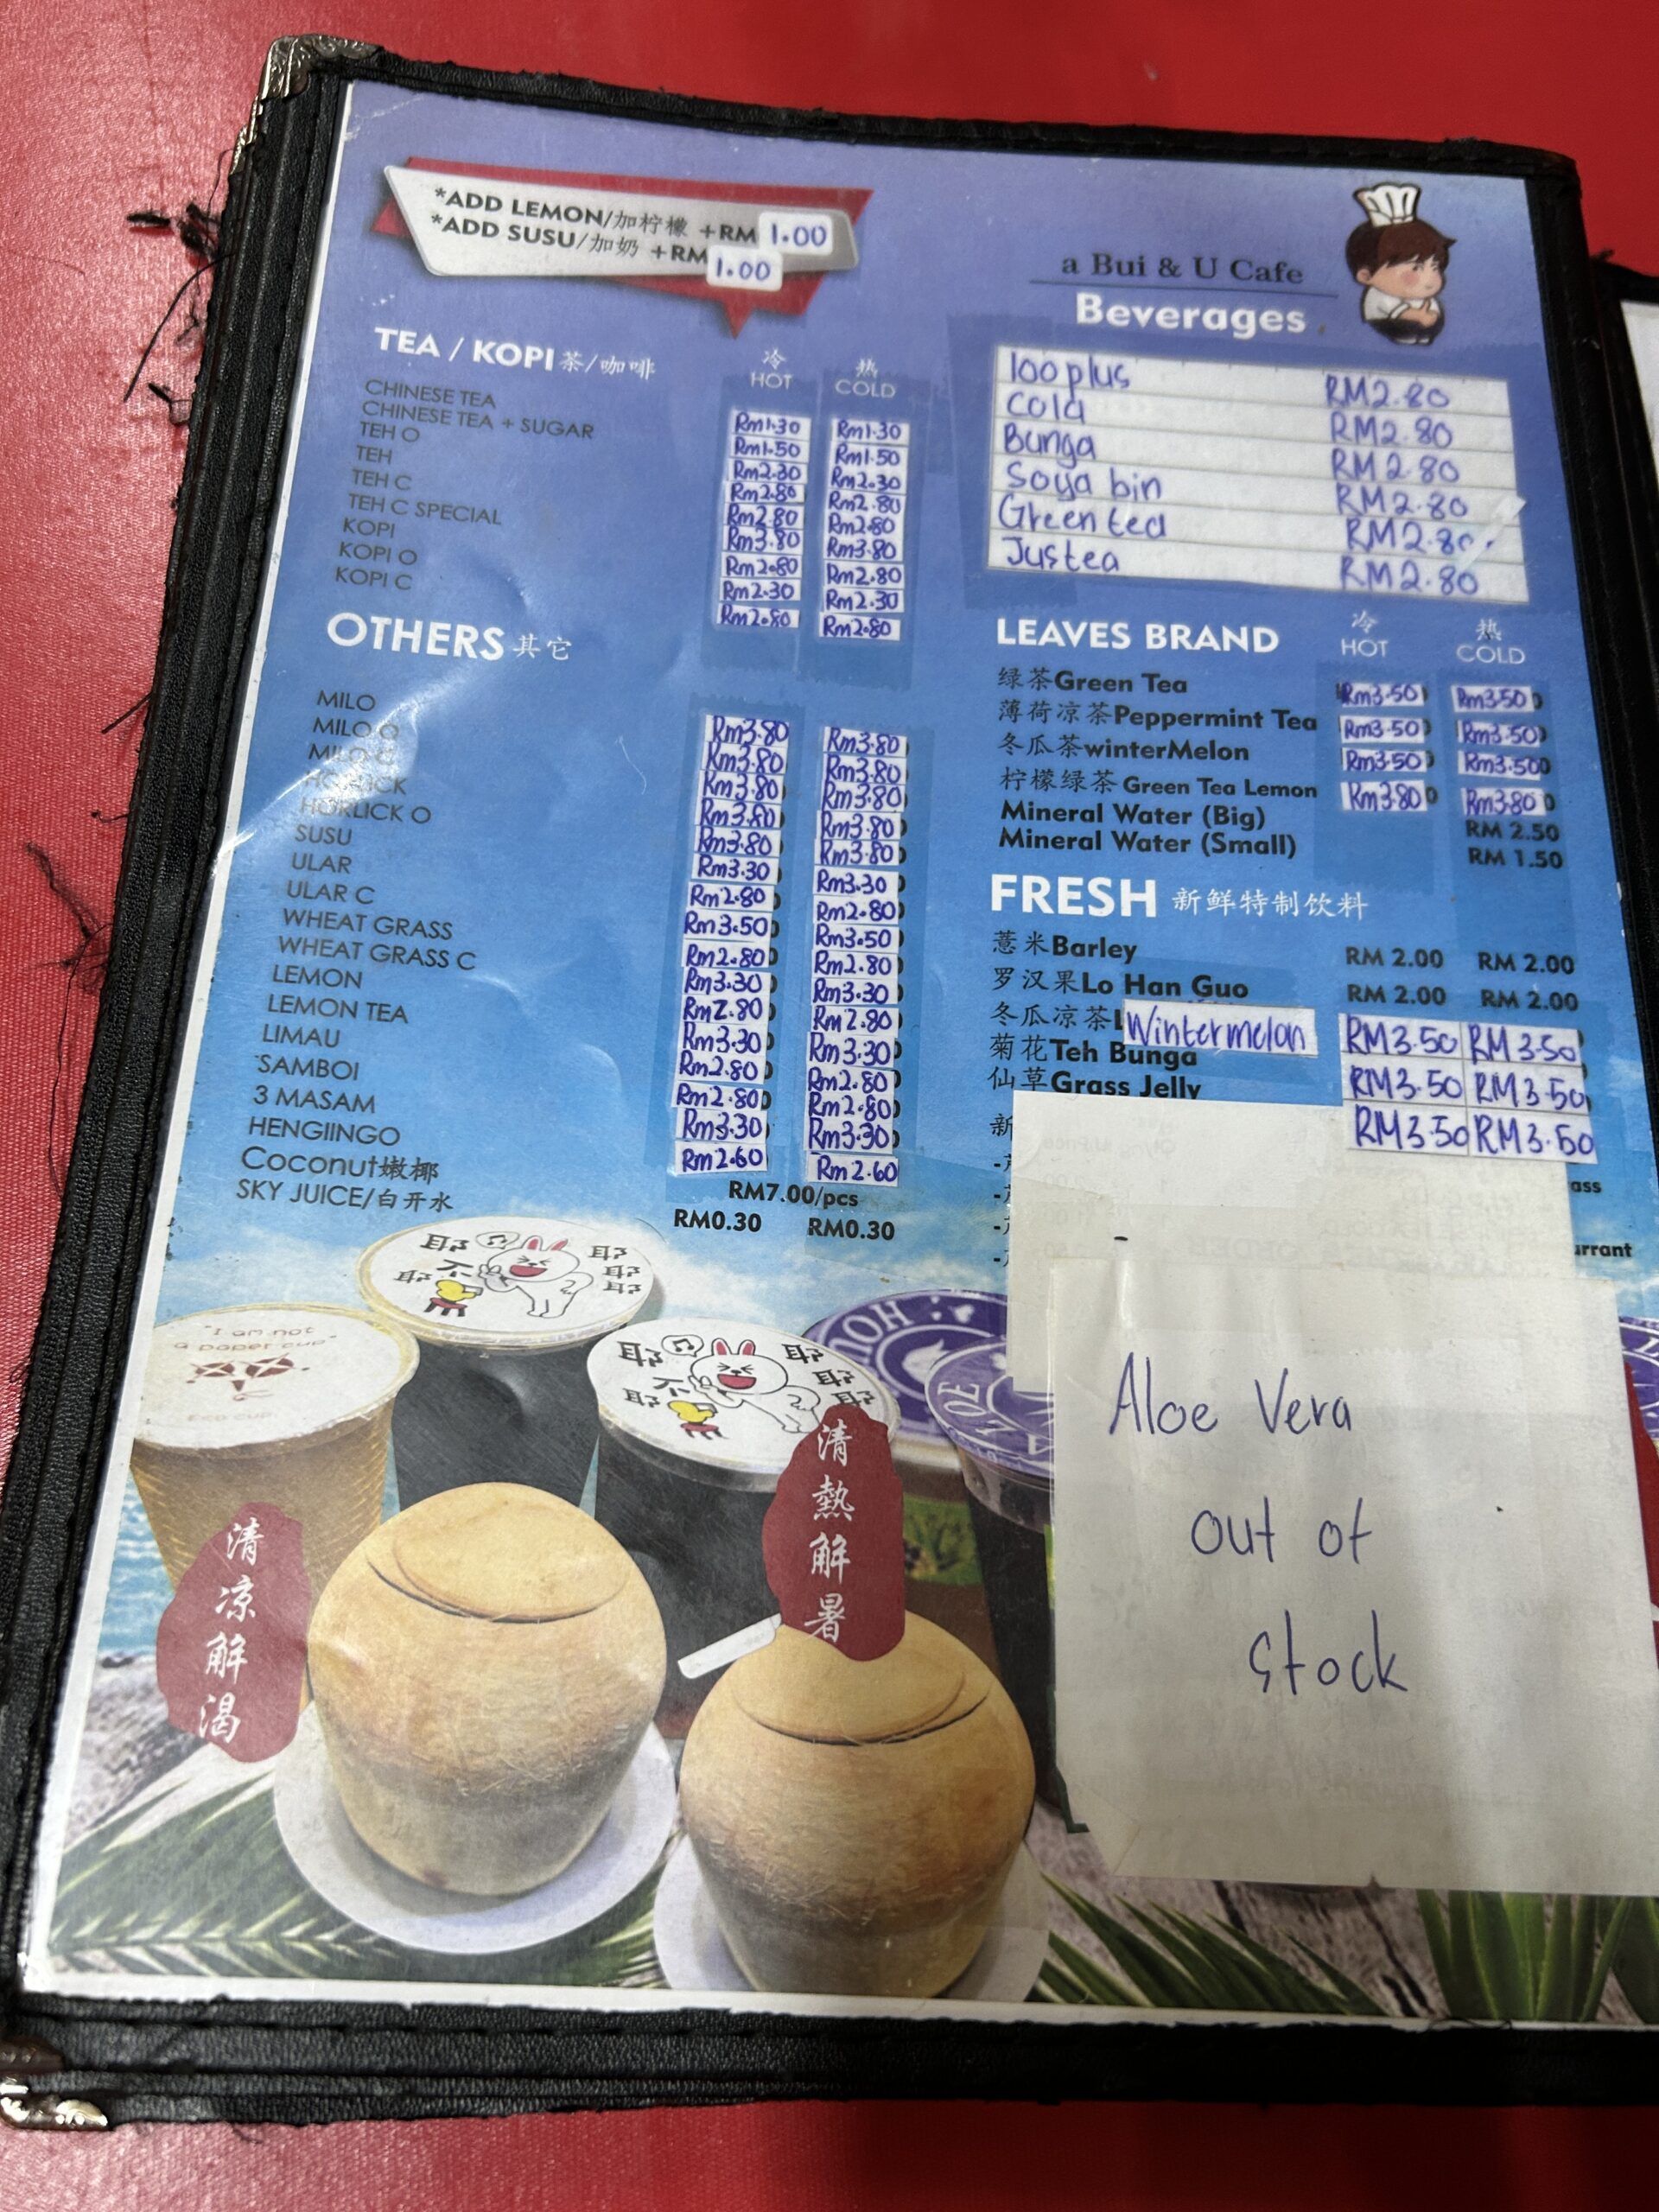 *ADD LEMON/加柠檬 +RM 1.00
*ADD SUSU/加奶 +RM 1.00
a Bui & U Cafe
Beverages
TEA / KOPI 茶/咖啡
冷 热
HOT COLD
CHINESE TEA Rm1.30 Rm1.30
CHINESE TEA + SUGAR Rm1.50 Rm1.50
TEH O Rm2.30 Rm2.30
TEH Rm2.80 Rm2.80
TEH C Rm2.80 Rm2.80
TEH C SPECIAL Rm3.80 Rm3.80
KOPI Rm2.80 Rm2.80
KOPI O Rm2.30 Rm2.30
KOPI C Rm2.80 Rm2.80
OTHERS 其它
MILO Rm3.80 Rm3.80
MILO O Rm3.80 Rm3.80
MILO C Rm3.80 Rm3.80
HORLICK Rm3.80 Rm3.80
HORLICK O Rm3.80 Rm3.80
SUSU Rm3.30 Rm3.30
ULAR Rm2.80 Rm2.80
ULAR C Rm3.50 Rm3.50
WHEAT GRASS Rm2.80 Rm2.80
WHEAT GRASS C Rm3.30 Rm3.30
LEMON Rm2.80 Rm2.80
LEMON TEA Rm3.30 Rm3.30
LIMAU Rm2.80 Rm2.80
SAMBOI Rm2.80 Rm2.80
3 MASAM Rm3.30 Rm3.30
HENGIINGO Rm2.60 Rm2.60
Coconut嫩椰 RM7.00/pcs
SKY JUICE/白开水 RM0.30 RM0.30
100plus RM2.80
Cola RM2.80
Bunga RM2.80
Soya bin RM2.80
Green tea RM2.80
Justea RM2.80
LEAVES BRAND
冷 热
HOT COLD
绿茶Green Tea Rm3.50 Rm3.50
薄荷凉茶Peppermint Tea Rm3.50 Rm3.50
冬瓜茶winterMelon Rm3.50 Rm3.50
柠檬绿茶 Green Tea Lemon Rm3.80 Rm3.80
Mineral Water (Big) RM 2.50
Mineral Water (Small) RM 1.50
FRESH 新鲜特制饮料
薏米Barley RM 2.00 RM 2.00
罗汉果Lo Han Guo RM 2.00 RM 2.00
冬瓜凉茶 Wintermelon RM3.50 RM3.50
菊花Teh Bunga RM3.50 RM3.50
仙草Grass Jelly RM3.50 RM3.50
新
Aloe Vera
out of
stock
"I am not
a paper cup"
ECO CUP
清凉解渴
清熱解暑